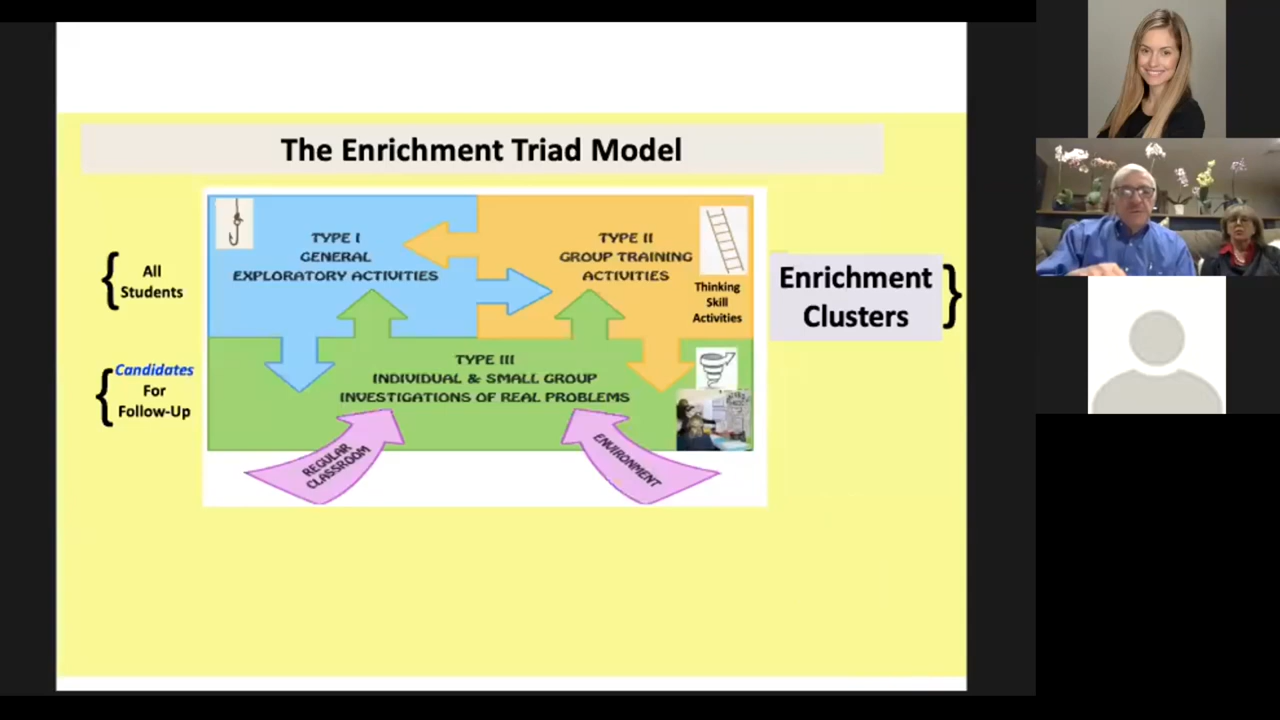 The Enrichment Triad Model
All
Students
Candidates
For
Follow-Up
TYPE I
GENERAL
EXPLORATORY ACTIVITIES
TYPE II
GROUP TRAINING
ACTIVITIES
Thinking
Skill
Activities
TYPE III
INDIVIDUAL & SMALL GROUP
INVESTIGATIONS OF REAL PROBLEMS
REGULAR
CLASSROOM
ENVIRONMENT
Enrichment
Clusters